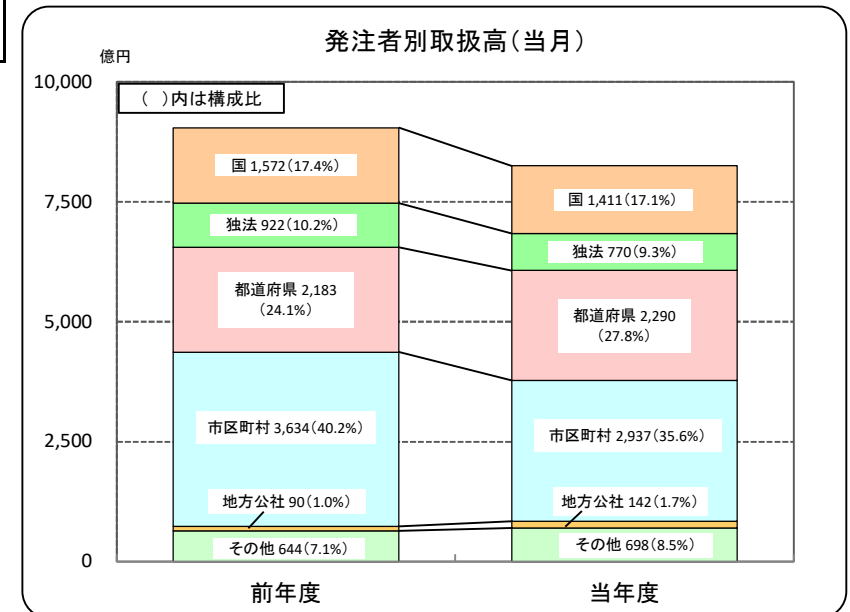 発注者別取扱高（当月）
億円
（　）内は構成比
10,000
7,500
5,000
2,500
0
国 1,572（17.4%）
独法 922（10.2%）
都道府県 2,183
（24.1%）
市区町村 3,634（40.2%）
地方公社 90（1.0%）
その他 644（7.1%）
国 1,411（17.1%）
独法 770（9.3%）
都道府県 2,290
（27.8%）
市区町村 2,937（35.6%）
地方公社 142（1.7%）
その他 698（8.5%）
前年度
当年度